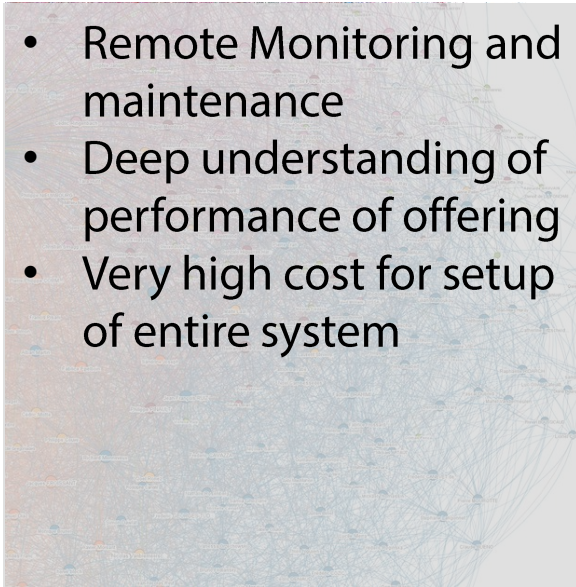 • Remote Monitoring and
maintenance
• Deep understanding of
performance of offering
• Very high cost for setup
of entire system